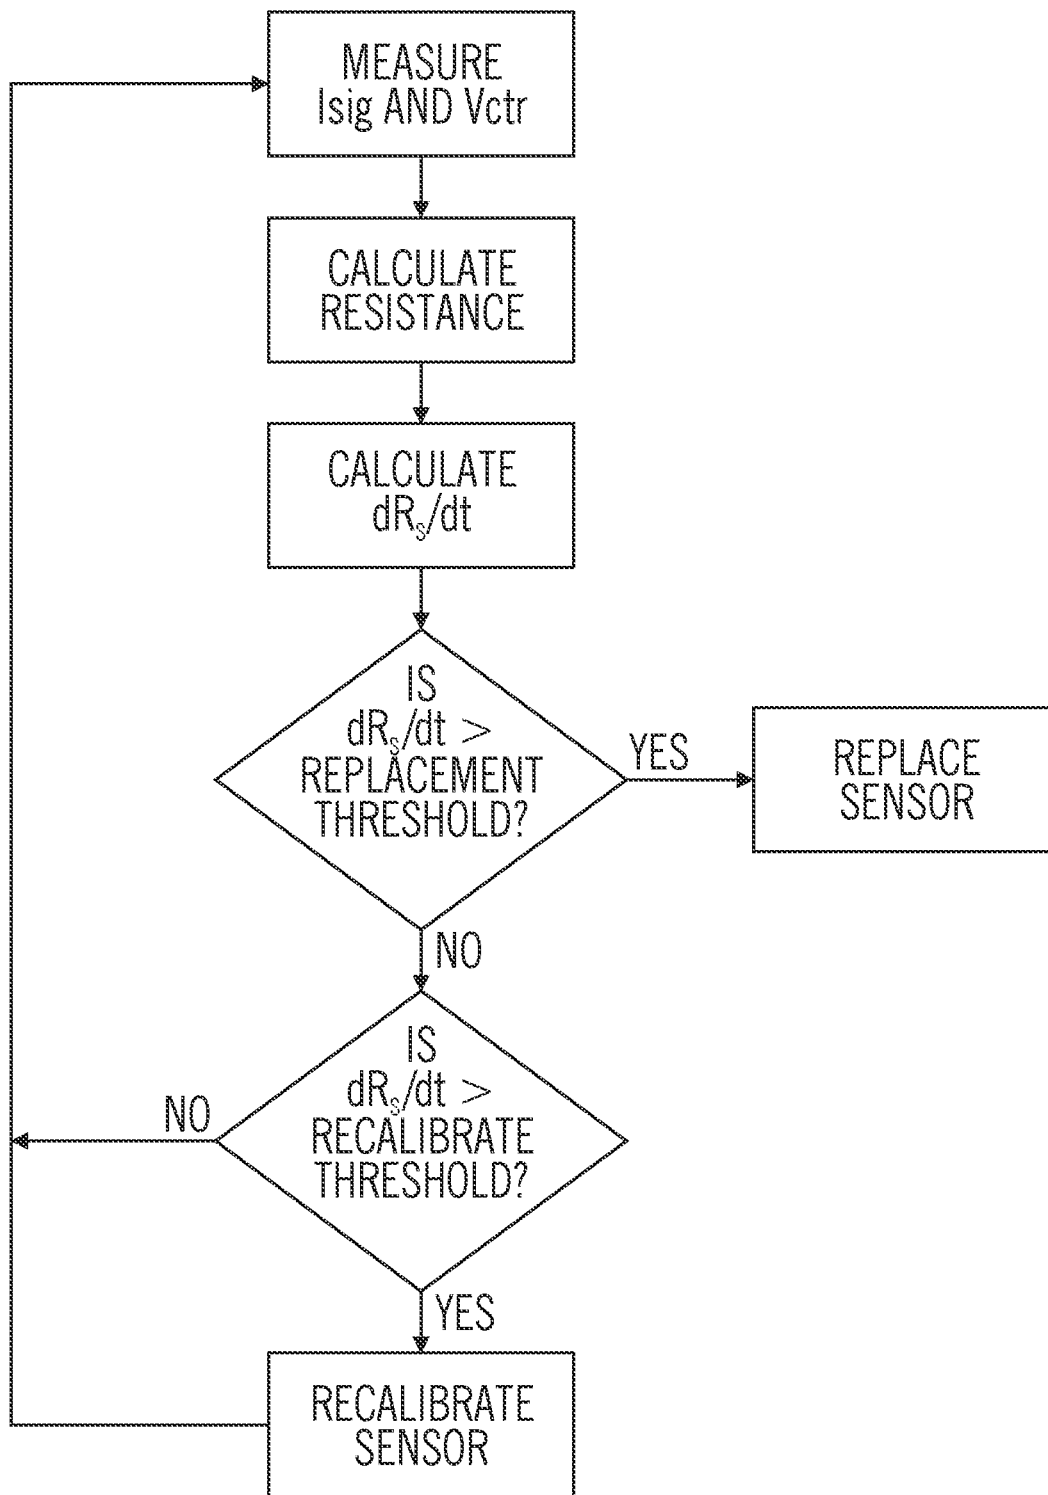 MEASURE
Isig AND Vctr
CALCULATE
RESISTANCE
CALCULATE
dRs/dt
IS
dRs/dt >
REPLACEMENT
THRESHOLD?
YES
REPLACE
SENSOR
NO
IS
dRs/dt >
RECALIBRATE
THRESHOLD?
NO
YES
RECALIBRATE
SENSOR